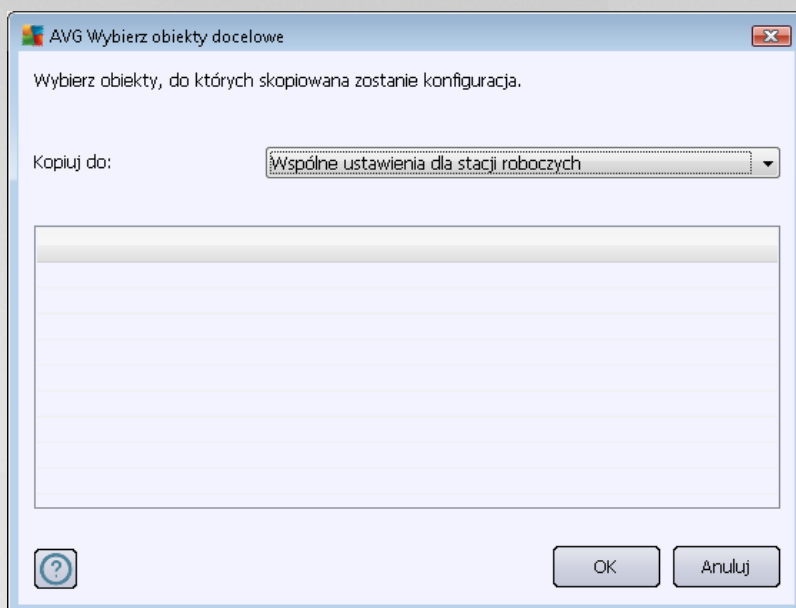 AVG Wybierz obiekty docelowe
Wybierz obiekty, do których skopiowana zostanie konfiguracja.
Kopiuj do: Wspólne ustawienia dla stacji roboczych
?
OK Anuluj